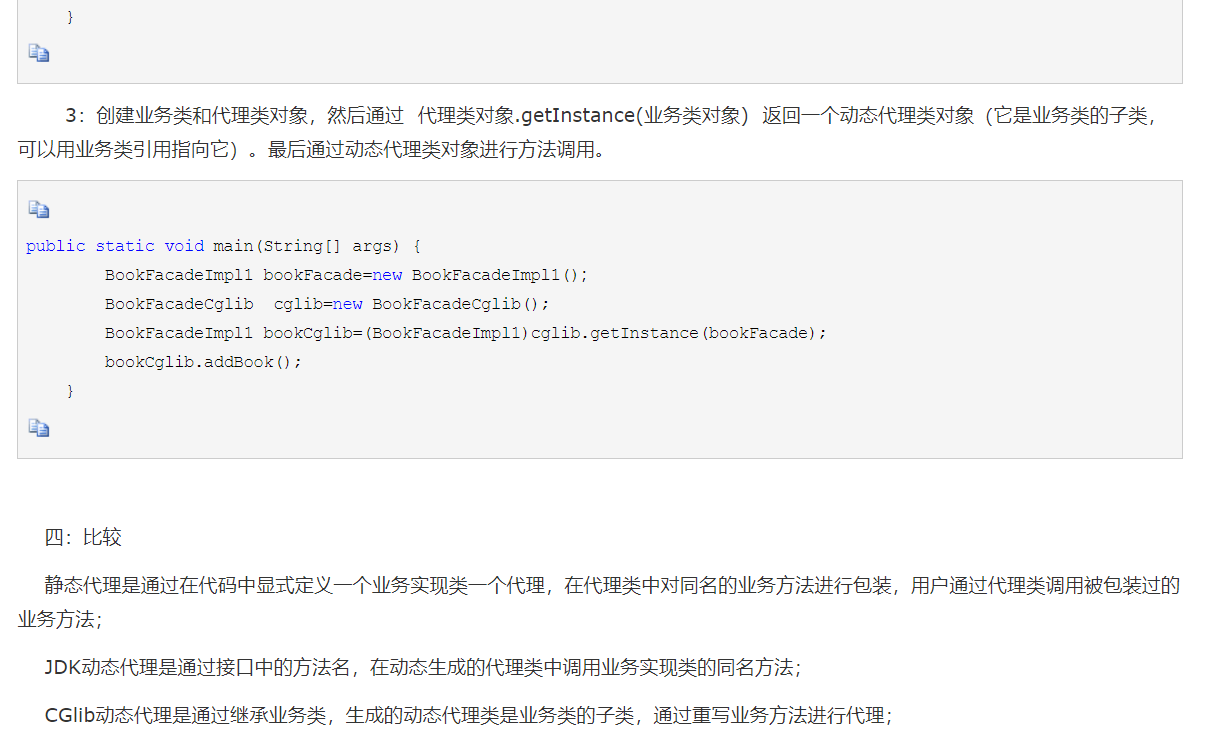 }
3：创建业务类和代理类对象，然后通过  代理类对象.getInstance(业务类对象)  返回一个动态代理类对象（它是业务类的子类，
可以用业务类引用指向它）。最后通过动态代理类对象进行方法调用。
public static void main(String[] args) {
        BookFacadeImpl1 bookFacade=new BookFacadeImpl1();
        BookFacadeCglib  cglib=new BookFacadeCglib();
        BookFacadeImpl1 bookCglib=(BookFacadeImpl1)cglib.getInstance(bookFacade);
        bookCglib.addBook();
    }
四：比较
静态代理是通过在代码中显式定义一个业务实现类一个代理，在代理类中对同名的业务方法进行包装，用户通过代理类调用被包装过的
业务方法；
JDK动态代理是通过接口中的方法名，在动态生成的代理类中调用业务实现类的同名方法；
CGlib动态代理是通过继承业务类，生成的动态代理类是业务类的子类，通过重写业务方法进行代理；